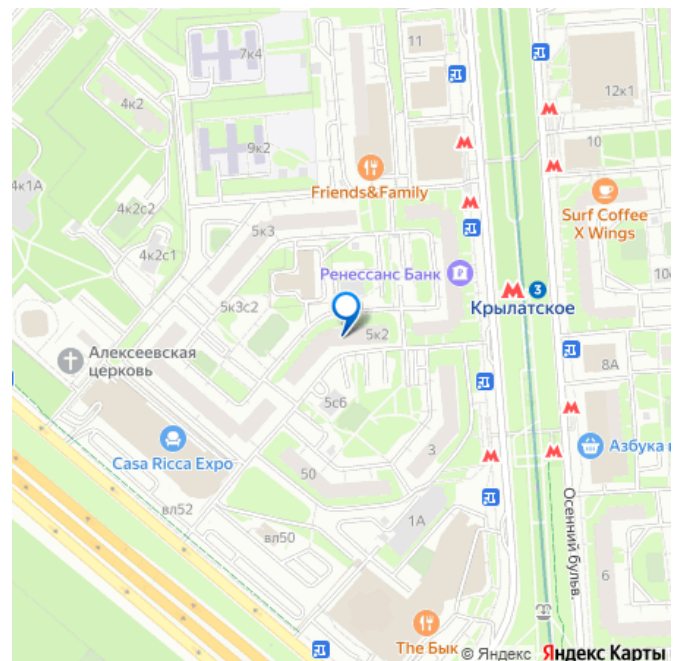 11
7к4
4к2
12к1
9к2
10
4к1А
Friends&Family
Surf Coffee
X Wings
4к2с2
5к3
4к2с1
Ренессанс Банк
10
3
Крылатское
5к3с2
5к2
Алексеевская
церковь
8А
5с6
Casa Ricca Expo
3
Азбука
50
вл52
1А
Осенний бульв.
вл50
6
The Бык
© Яндекс Яндекс Карты